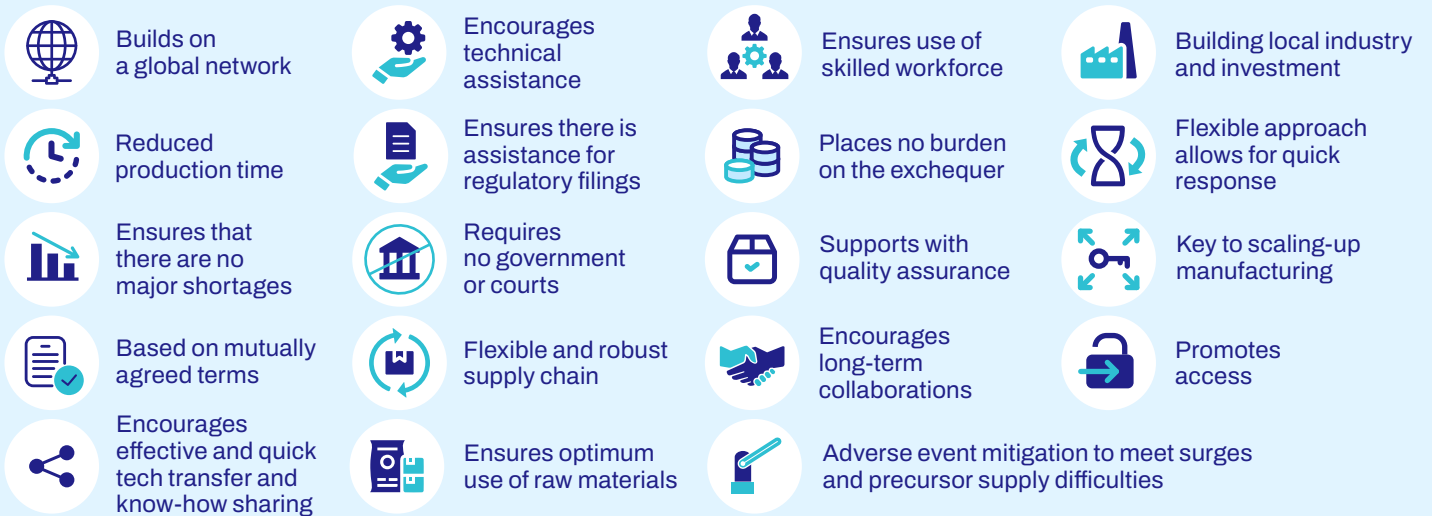 Builds on
a global network
Encourages
technical
assistance
Ensures use of
skilled workforce
Building local industry
and investment
Reduced
production time
Ensures there is
assistance for
regulatory filings
Places no burden
on the exchequer
Flexible approach
allows for quick
response
Ensures that
there are no
major shortages
Requires
no government
or courts
Supports with
quality assurance
Key to scaling-up
manufacturing
Based on mutually
agreed terms
Flexible and robust
supply chain
Encourages
long-term
collaborations
Promotes
access
Encourages
effective and quick
tech transfer and
know-how sharing
Ensures optimum
use of raw materials
Adverse event mitigation to meet surges
and precursor supply difficulties